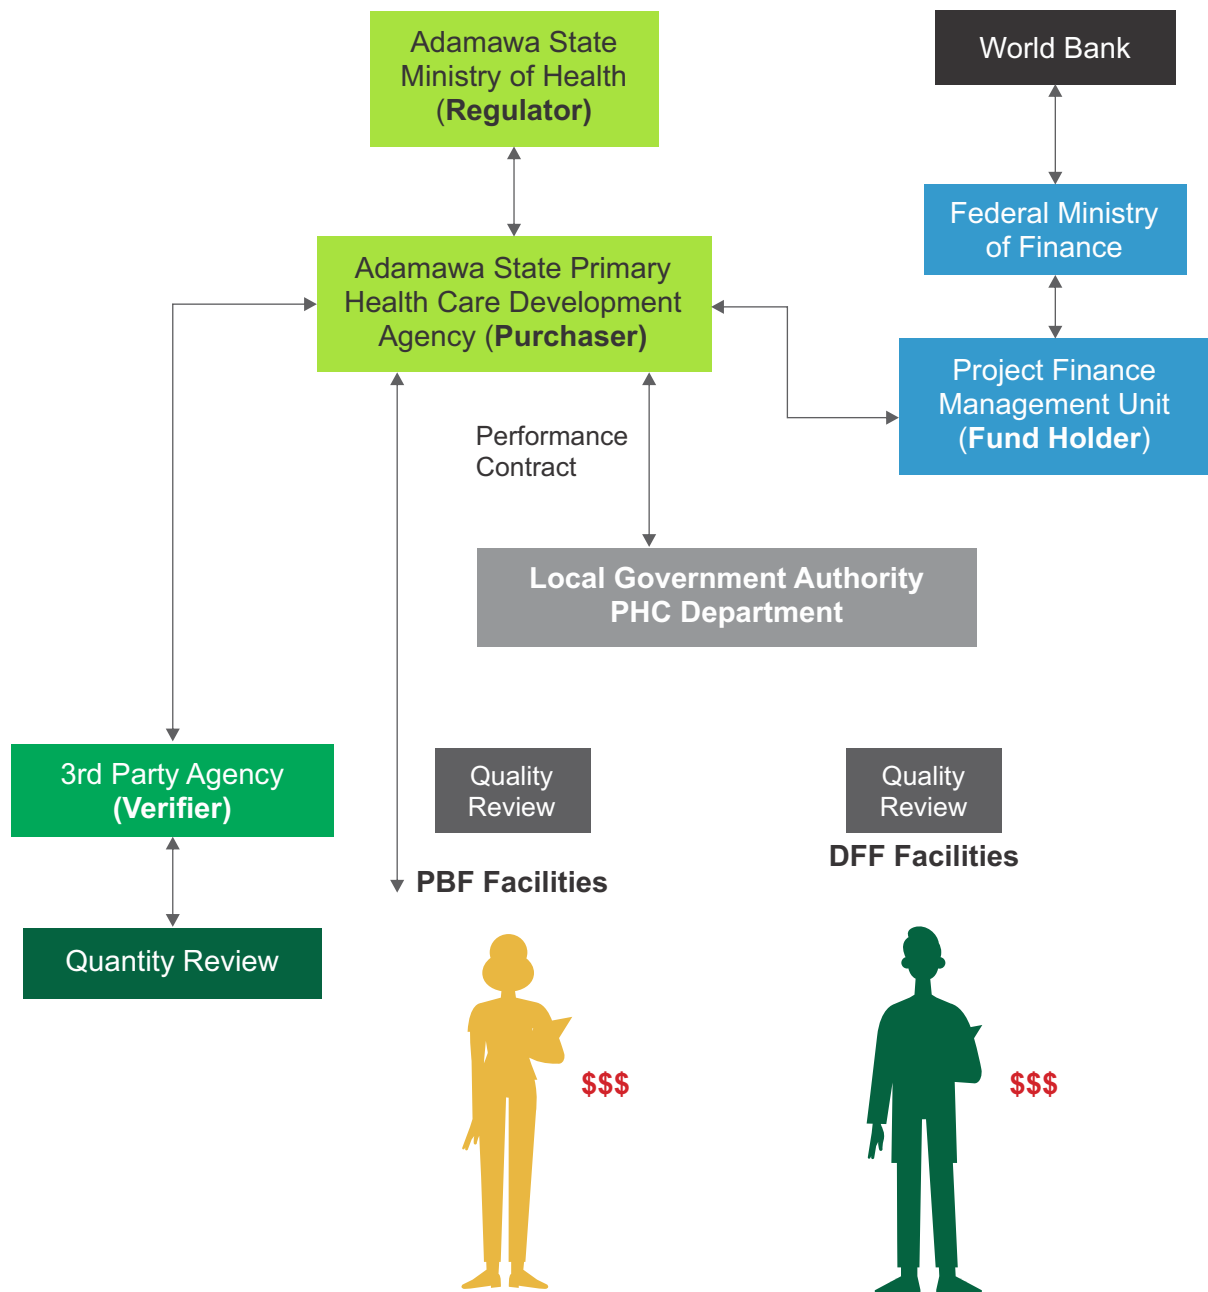 Adamawa State
Ministry of Health
(Regulator)
World Bank
Federal Ministry
of Finance
Adamawa State Primary
Health Care Development
Agency (Purchaser)
Project Finance
Management Unit
(Fund Holder)
Performance
Contract
Local Government Authority
PHC Department
3rd Party Agency
(Verifier)
Quality
Review
Quality
Review
DFF Facilities
PBF Facilities
Quantity Review
$$$
$$$